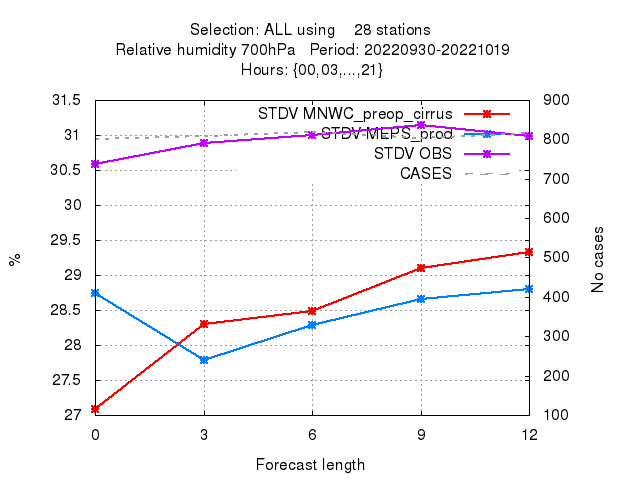 Selection: ALL using    28 stations
Relative humidity 700hPa   Period: 20220930-20221019
Hours: {00,03,...,21}
STDV MNWC_preop_cirrus
STDV MEPS_prod
STDV OBS
CASES
31.5
31
30.5
30
29.5
29
28.5
28
27.5
27
%
900
800
700
600
500
400
300
200
100
No cases
0 3 6 9 12
Forecast length